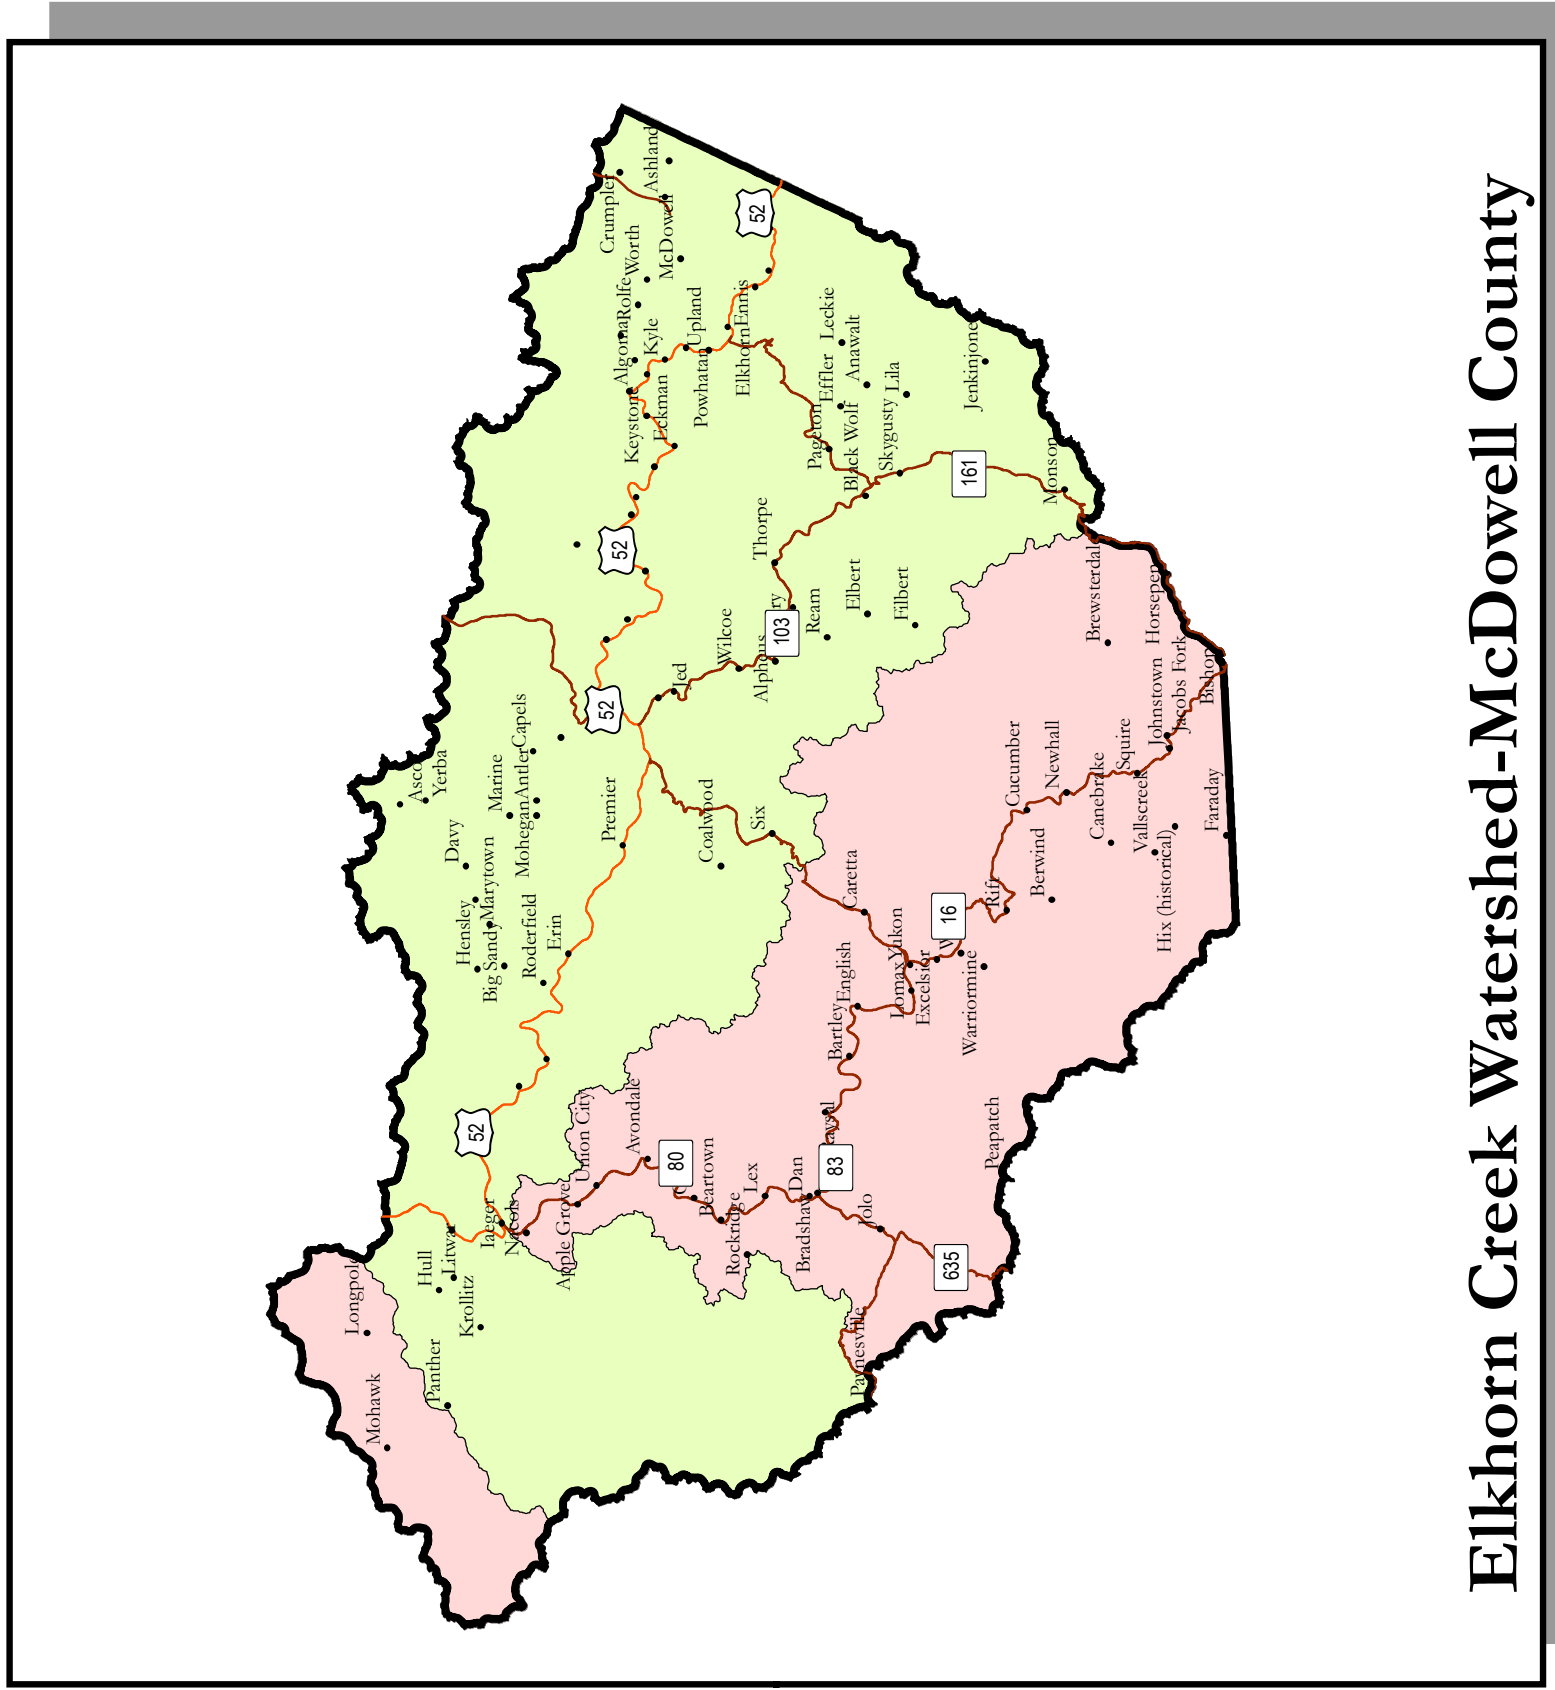 Elkhorn Creek Watershed-McDowell County
Mohawk
Longpole
Panther
Krollitz
Hull
Litwar
Iaeger
Apple Grove
Union City
Avondale
Beartown
Rockridge
Lex
Bradshaw
Dan
Jolo
Paynesville
Peapatch
Bartley
English
Lomax
Yukon
Excelsior
Warriormine
Caretta
Rift
Berwind
Cucumber
Newhall
Canebrake
Squire
Vallscreek
Hix (historical)
Johnstown
Jacobs Fork
Bishop
Faraday
Brewsterdale
Horsepen
Asco
Yerba
Davy
Marine
Marytown
Mohegan
Antler
Capels
Hensley
Big Sandy
Roderfield
Erin
Premier
Coalwood
Six
Jed
Wilcoe
Alpheus
Thorpe
Ream
Elbert
Filbert
Pageton
Black Wolf
Skygusty
Effler
Leckie
Anawalt
Lila
Jenkinjones
Monson
Keystone
Eckman
Algoma
Rolfe
Worth
Kyle
Powhatan
Upland
Elkhorn
Ennis
Crumpler
McDowell
Ashland
52
52
52
52
80
83
635
16
103
161